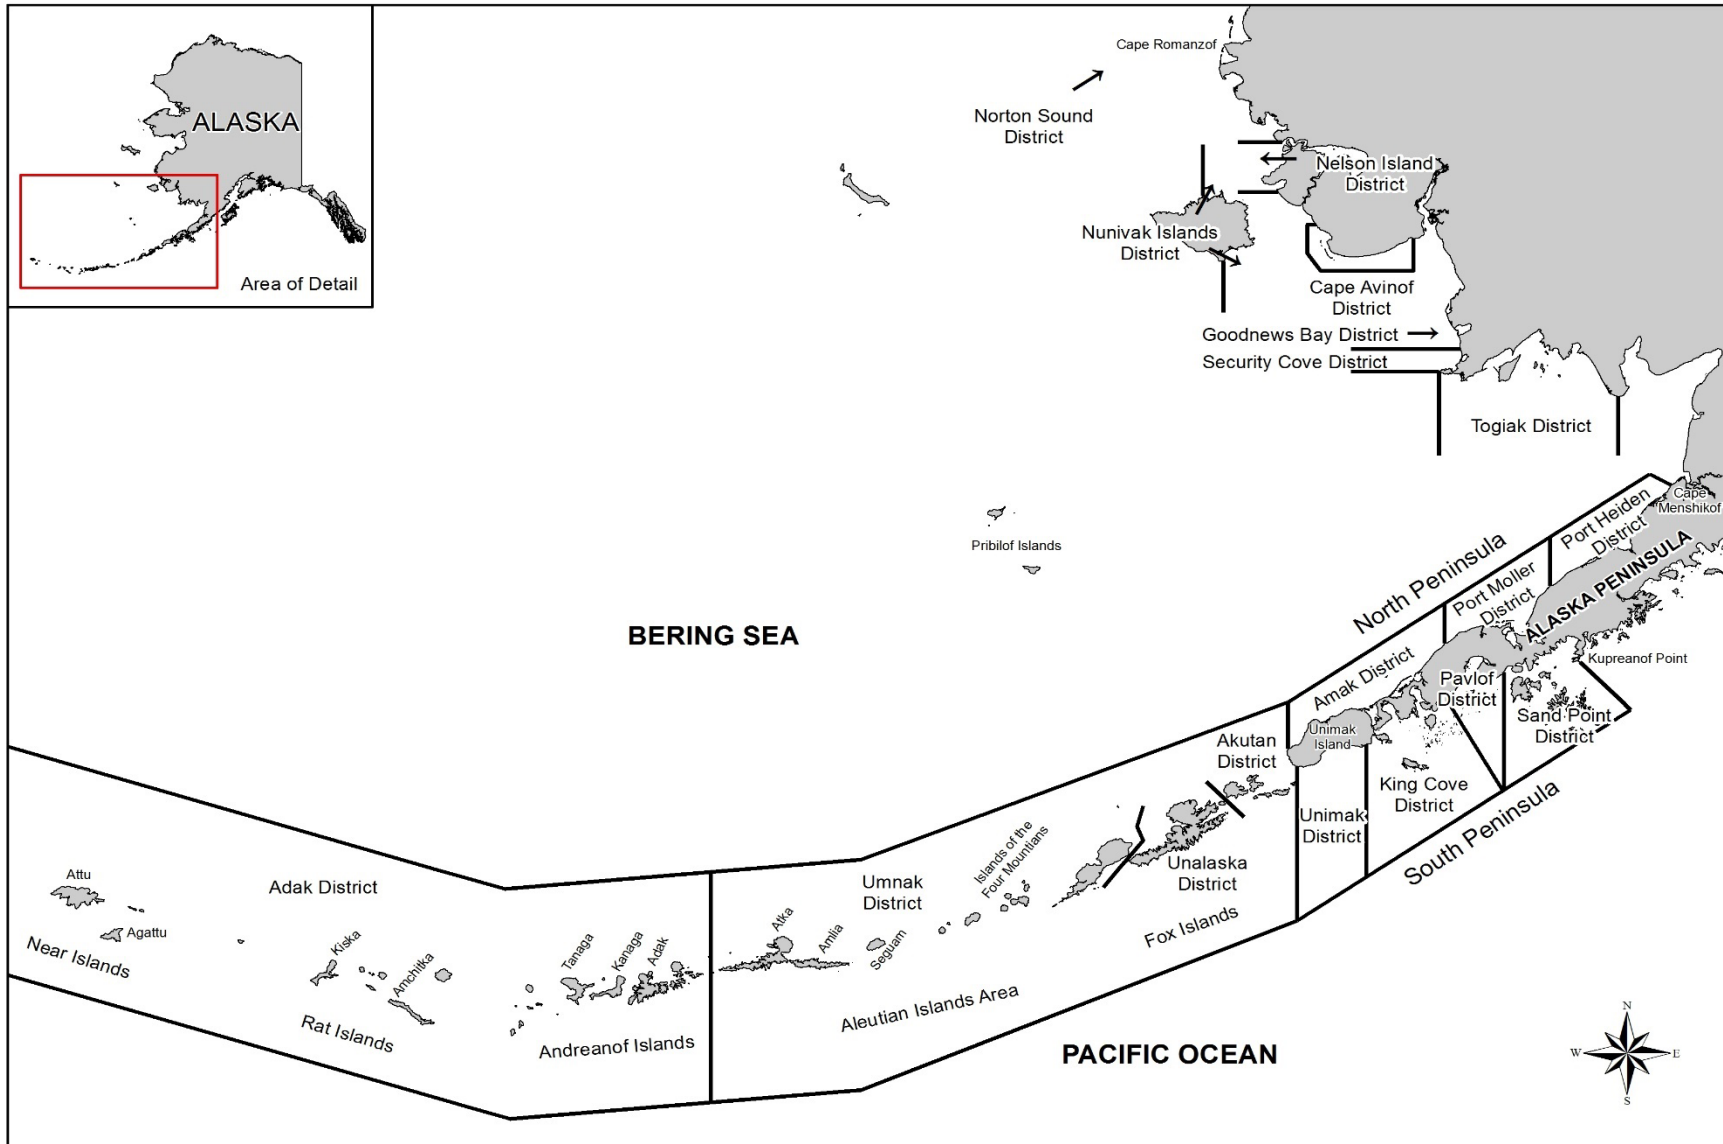 ALASKA
Area of Detail
Cape Romanzof
Norton Sound
District
Nelson Island
District
Nunivak Islands
District
Cape Avinof
District
Goodnews Bay District
Security Cove District
Togiak District
Cape
Menshikof
Port Heiden
District
North Peninsula
Port Moller
District
ALASKA PENINSULA
Pribilof Islands
BERING SEA
Kupreanof Point
Amak District
Pavlof
District
Sand Point
District
Unimak
Island
Akutan
District
King Cove
District
Unimak
District
South Peninsula
Unalaska
District
Islands of the
Four Mountians
Umnak
District
Fox Islands
Attu
Adak District
Agattu
Near Islands
Kiska
Amchitka
Rat Islands
Tanaga
Kanaga
Adak
Andreanof Islands
Atka
Amlia
Seguam
Aleutian Islands Area
PACIFIC OCEAN
N
W
E
S